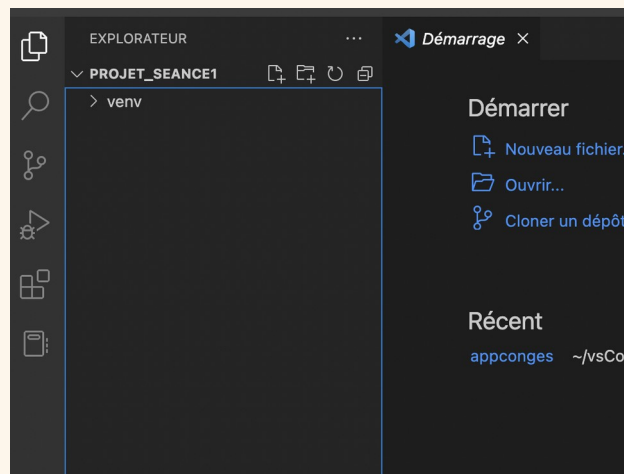 EXPLORATEUR
PROJET_SEANCE1
venv
Démarrage
Démarrer
Nouveau fichier.
Ouvrir...
Cloner un dépôt
Récent
appconges ~/vsCo